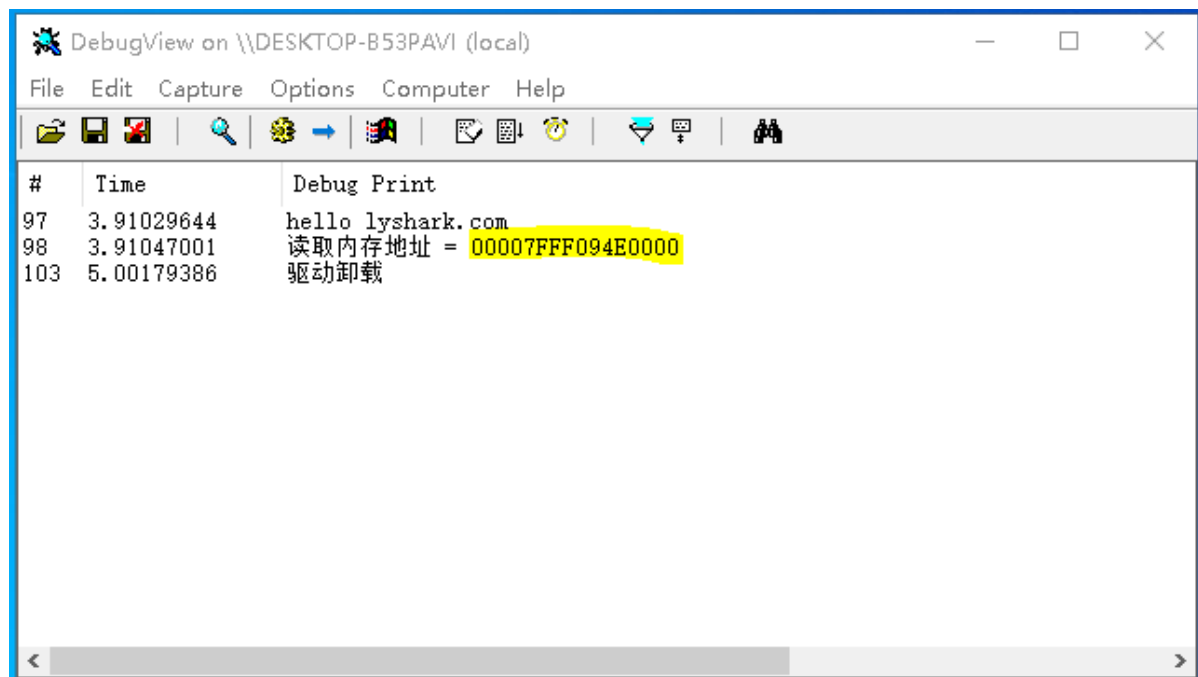 DebugView on \\DESKTOP-B53PAVI (local)
File Edit Capture Options Computer Help
# Time Debug Print
97 3.91029644 hello lyshark.com
98 3.91047001 读取内存地址 = 00007FFF094E0000
103 5.00179386 驱动卸载